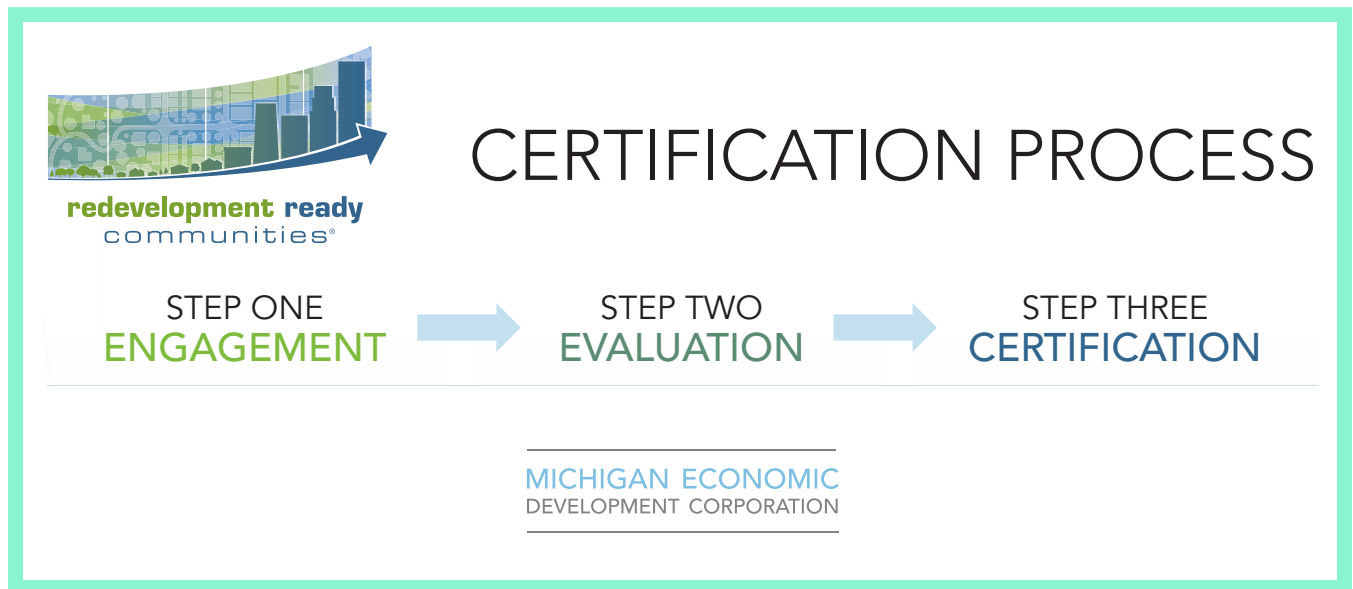 redevelopment ready
communities®
CERTIFICATION PROCESS
STEP ONE
ENGAGEMENT
STEP TWO
EVALUATION
STEP THREE
CERTIFICATION
MICHIGAN ECONOMIC
DEVELOPMENT CORPORATION